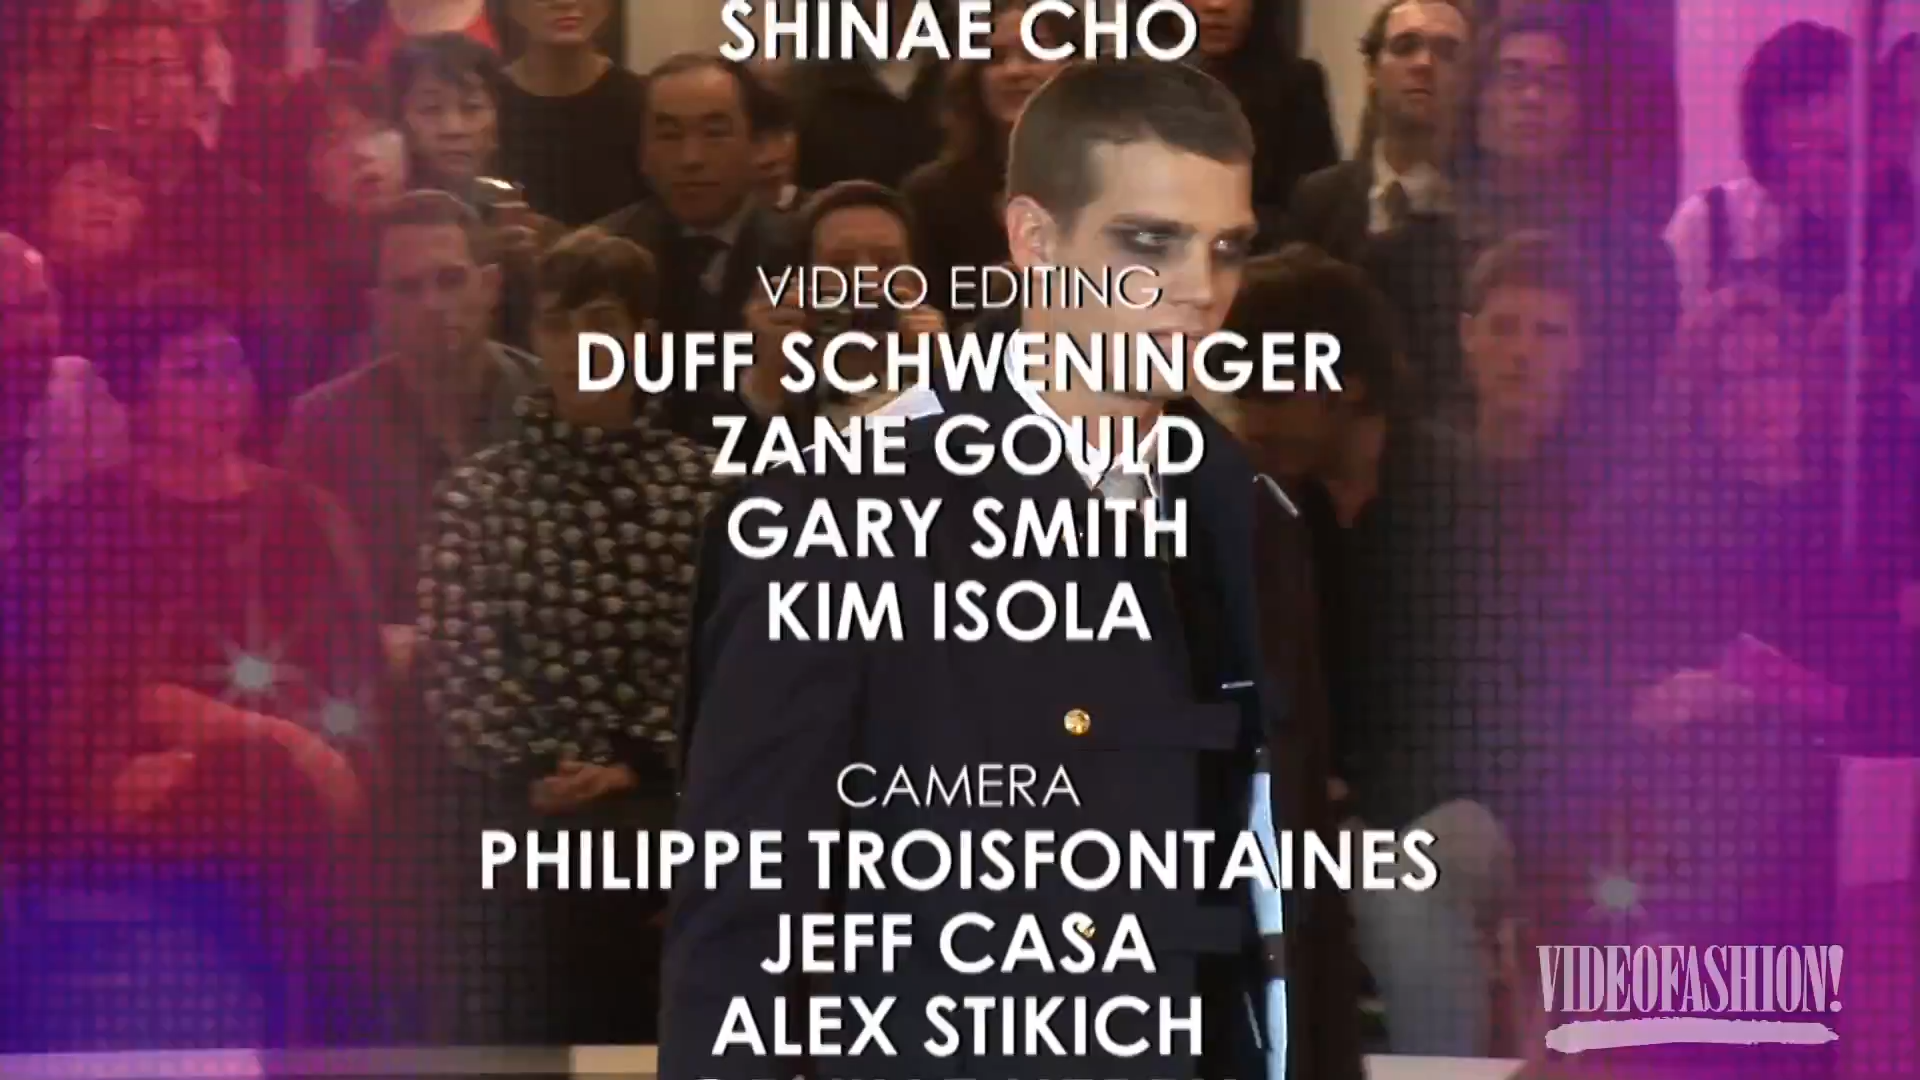 SHINAE CHO
VIDEO EDITING
DUFF SCHWENINGER
ZANE GOULD
GARY SMITH
KIM ISOLA
CAMERA
PHILIPPE TROISFONTAINES
JEFF CASA
ALEX STIKICH
VIDEOFASHION!